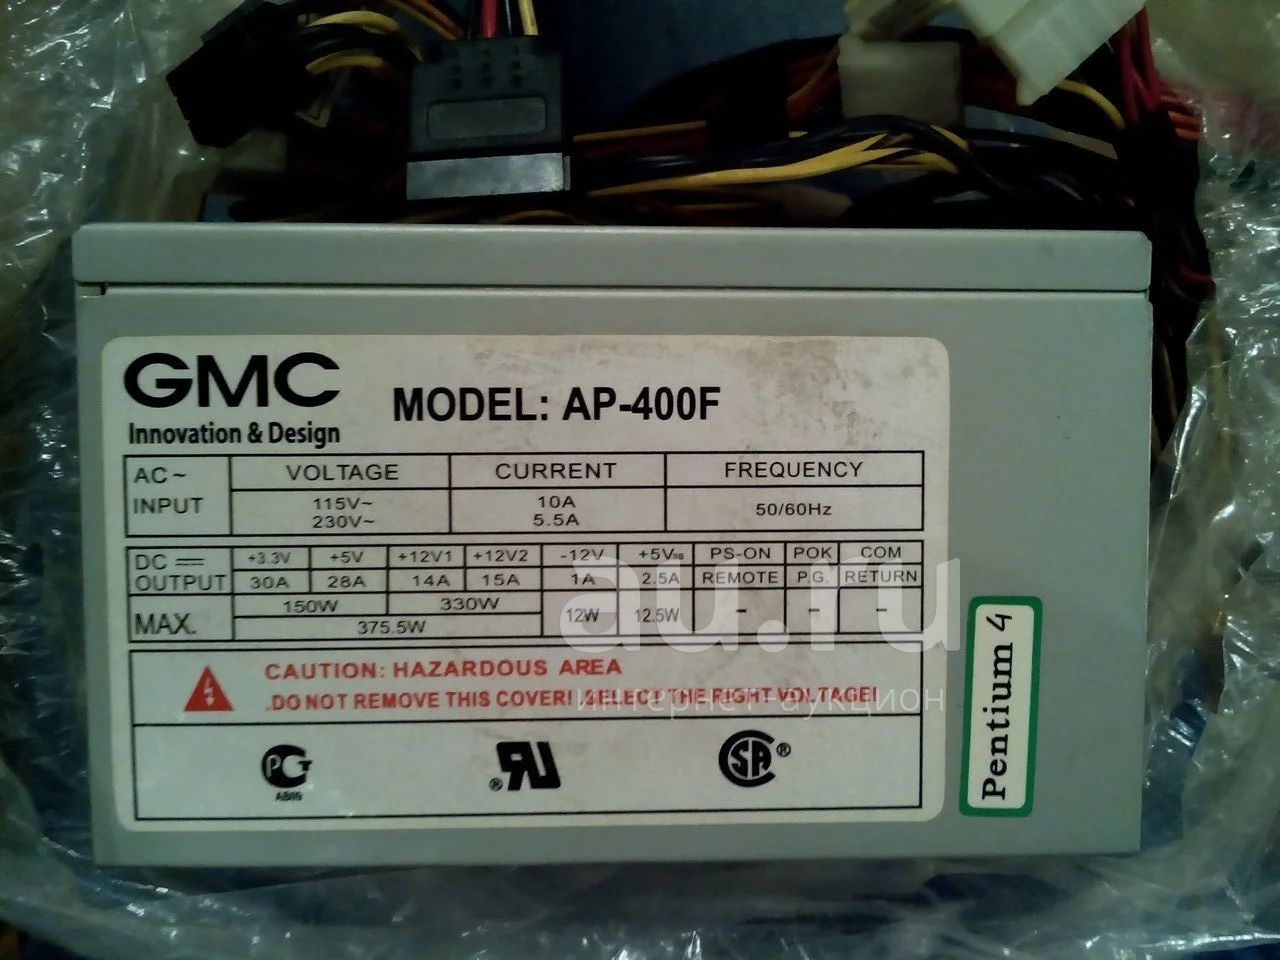 GMC
Innovation & Design
MODEL: AP-400F
AC~ INPUT VOLTAGE CURRENT FREQUENCY
115V~ 10A 50/60Hz
230V~ 5.5A
DC OUTPUT +3.3V +5V +12V1 +12V2 -12V +5VSB PS-ON POK COM
30A 28A 14A 15A 1A 2.5A REMOTE P.G. RETURN
MAX. 150W 330W 12W 12.5W - - -
375.5W
CAUTION: HAZARDOUS AREA
.DO NOT REMOVE THIS COVER! .SELECT THE RIGHT VOLTAGE!
PCT RU® SA®
Pentium 4
au.ru
интернет аукцион